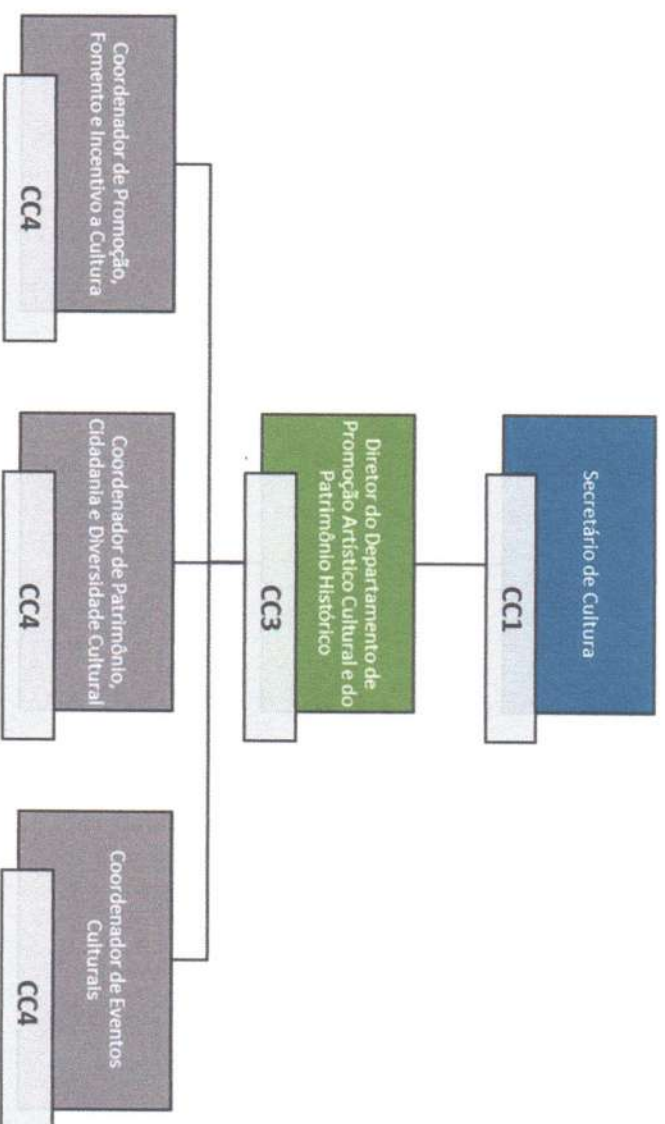 Secretário de Cultura
CC1
Diretor do Departamento de
Promoção Artístico Cultural e do
Patrimônio Histórico
CC3
Coordenador de Promoção,
Fomento e Incentivo a Cultura
CC4
Coordenador de Patrimônio,
Cidadania e Diversidade Cultural
CC4
Coordenador de Eventos
Culturais
CC4